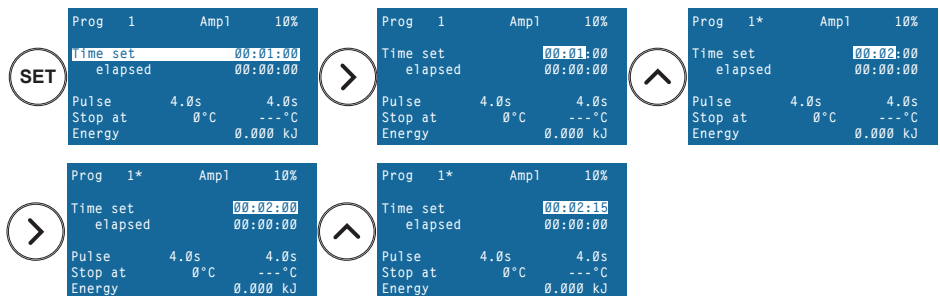 SET
Prog 1 Ampl 10%
Time set 00:01:00
elapsed 00:00:00
Pulse 4.0s 4.0s
Stop at 0°C ---°C
Energy 0.000 kJ
Prog 1 Ampl 10%
Time set 00:01:00
elapsed 00:00:00
Pulse 4.0s 4.0s
Stop at 0°C ---°C
Energy 0.000 kJ
Prog 1* Ampl 10%
Time set 00:02:00
elapsed 00:00:00
Pulse 4.0s 4.0s
Stop at 0°C ---°C
Energy 0.000 kJ
Prog 1* Ampl 10%
Time set 00:02:00
elapsed 00:00:00
Pulse 4.0s 4.0s
Stop at 0°C ---°C
Energy 0.000 kJ
Prog 1* Ampl 10%
Time set 00:02:15
elapsed 00:00:00
Pulse 4.0s 4.0s
Stop at 0°C ---°C
Energy 0.000 kJ